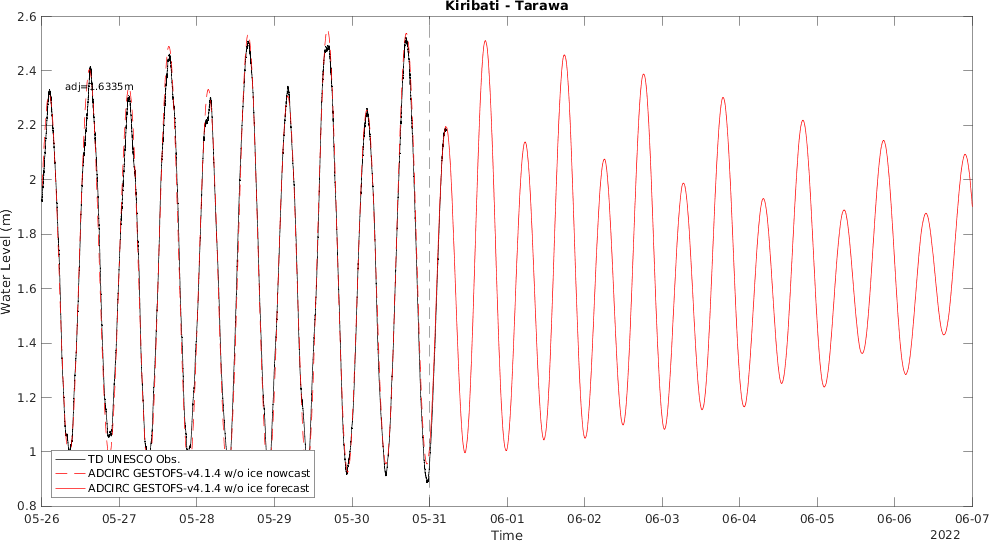 Kiribati - Tarawa
2.6
2.4
2.2
2
1.8
1.6
1.4
1.2
1
0.8
Water Level (m)
adj=1.6335m
TD UNESCO Obs.
ADCIRC GESTOFS-v4.1.4 w/o ice nowcast
ADCIRC GESTOFS-v4.1.4 w/o ice forecast
05-26 05-27 05-28 05-29 05-30 05-31 06-01 06-02 06-03 06-04 06-05 06-06 06-07
Time
2022